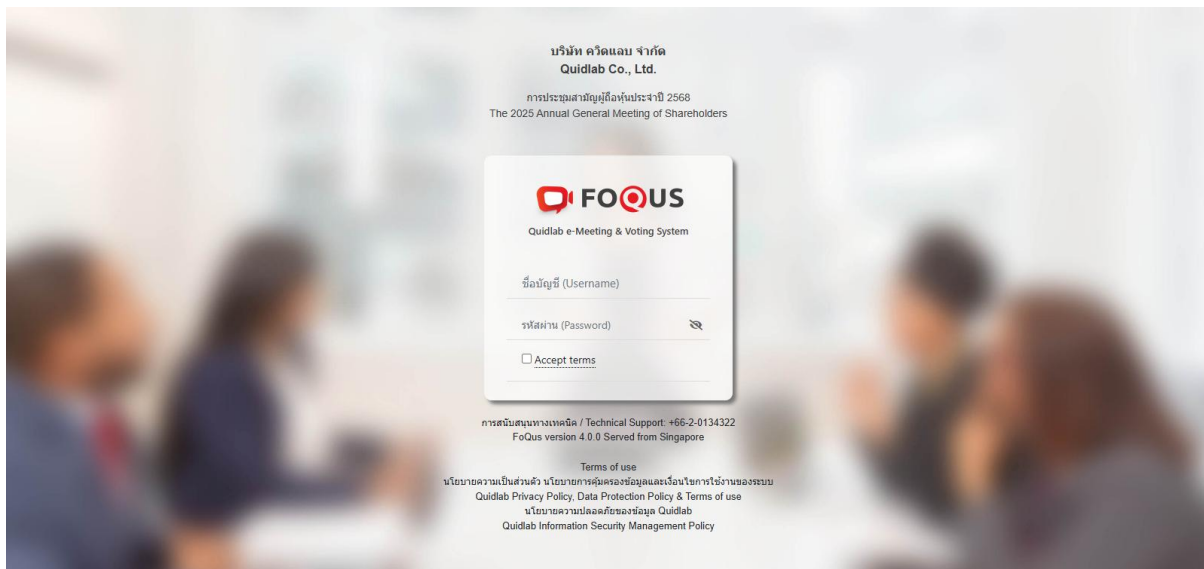 บริษัท ควิดแลบ จำกัด
Quidlab Co., Ltd.
การประชุมสามัญผู้ถือหุ้นประจำปี 2568
The 2025 Annual General Meeting of Shareholders
FOQUS
Quidlab e-Meeting & Voting System
ชื่อบัญชี (Username)
รหัสผ่าน (Password)
Accept terms
การสนับสนุนทางเทคนิค / Technical Support: +66-2-0134322
FoQus version 4.0.0 Served from Singapore
Terms of use
นโยบายความเป็นส่วนตัว นโยบายการคุ้มครองข้อมูลและเงื่อนไขการใช้งานของระบบ
Quidlab Privacy Policy, Data Protection Policy & Terms of use
นโยบายความปลอดภัยของข้อมูล Quidlab
Quidlab Information Security Management Policy